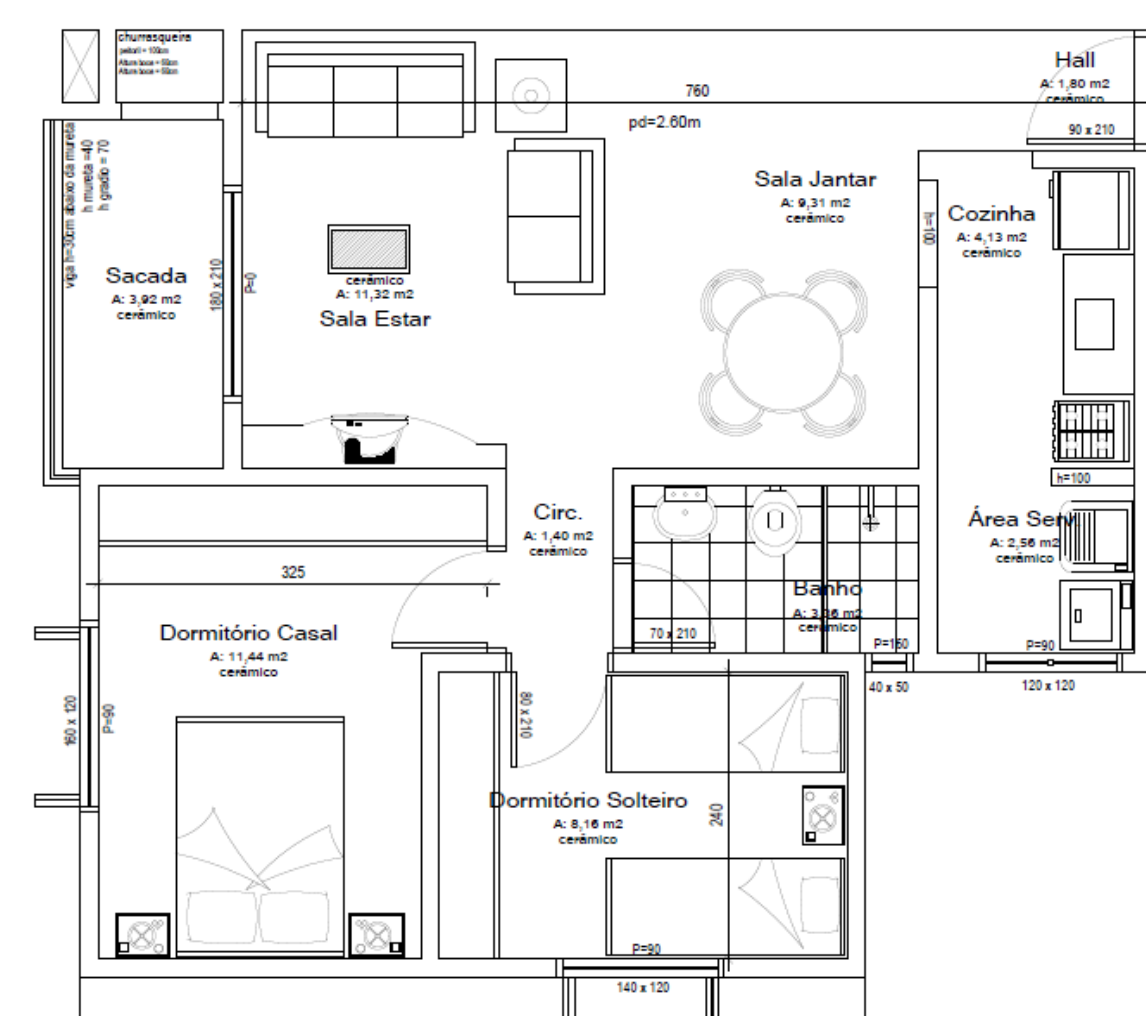 churrasqueira
peitoril = 100cm
Hall
A: 1,80 m2
cerâmico
90 x 210
760
pd=2.60m
viga h=30cm abaixo da mureta
h mureta =40
h gradio = 70
Sala Jantar
A: 9,31 m2
cerâmico
h=100
Cozinha
A: 4,13 m2
cerâmico
Sacada
A: 3,92 m2
cerâmico
180 x 210
P=0
cerâmico
A: 11,32 m2
Sala Estar
h=100
Circ.
A: 1,40 m2
cerâmico
Área Serv.
A: 2,56 m2
cerâmico
325
Banho
cerâmico
70 x 210
P=150
P=90
40 x 50
120 x 120
Dormitório Casal
A: 11,44 m2
cerâmico
160 x 120
P=90
80 x 210
Dormitório Solteiro
A: 8,16 m2
cerâmico
240
P=90
140 x 120